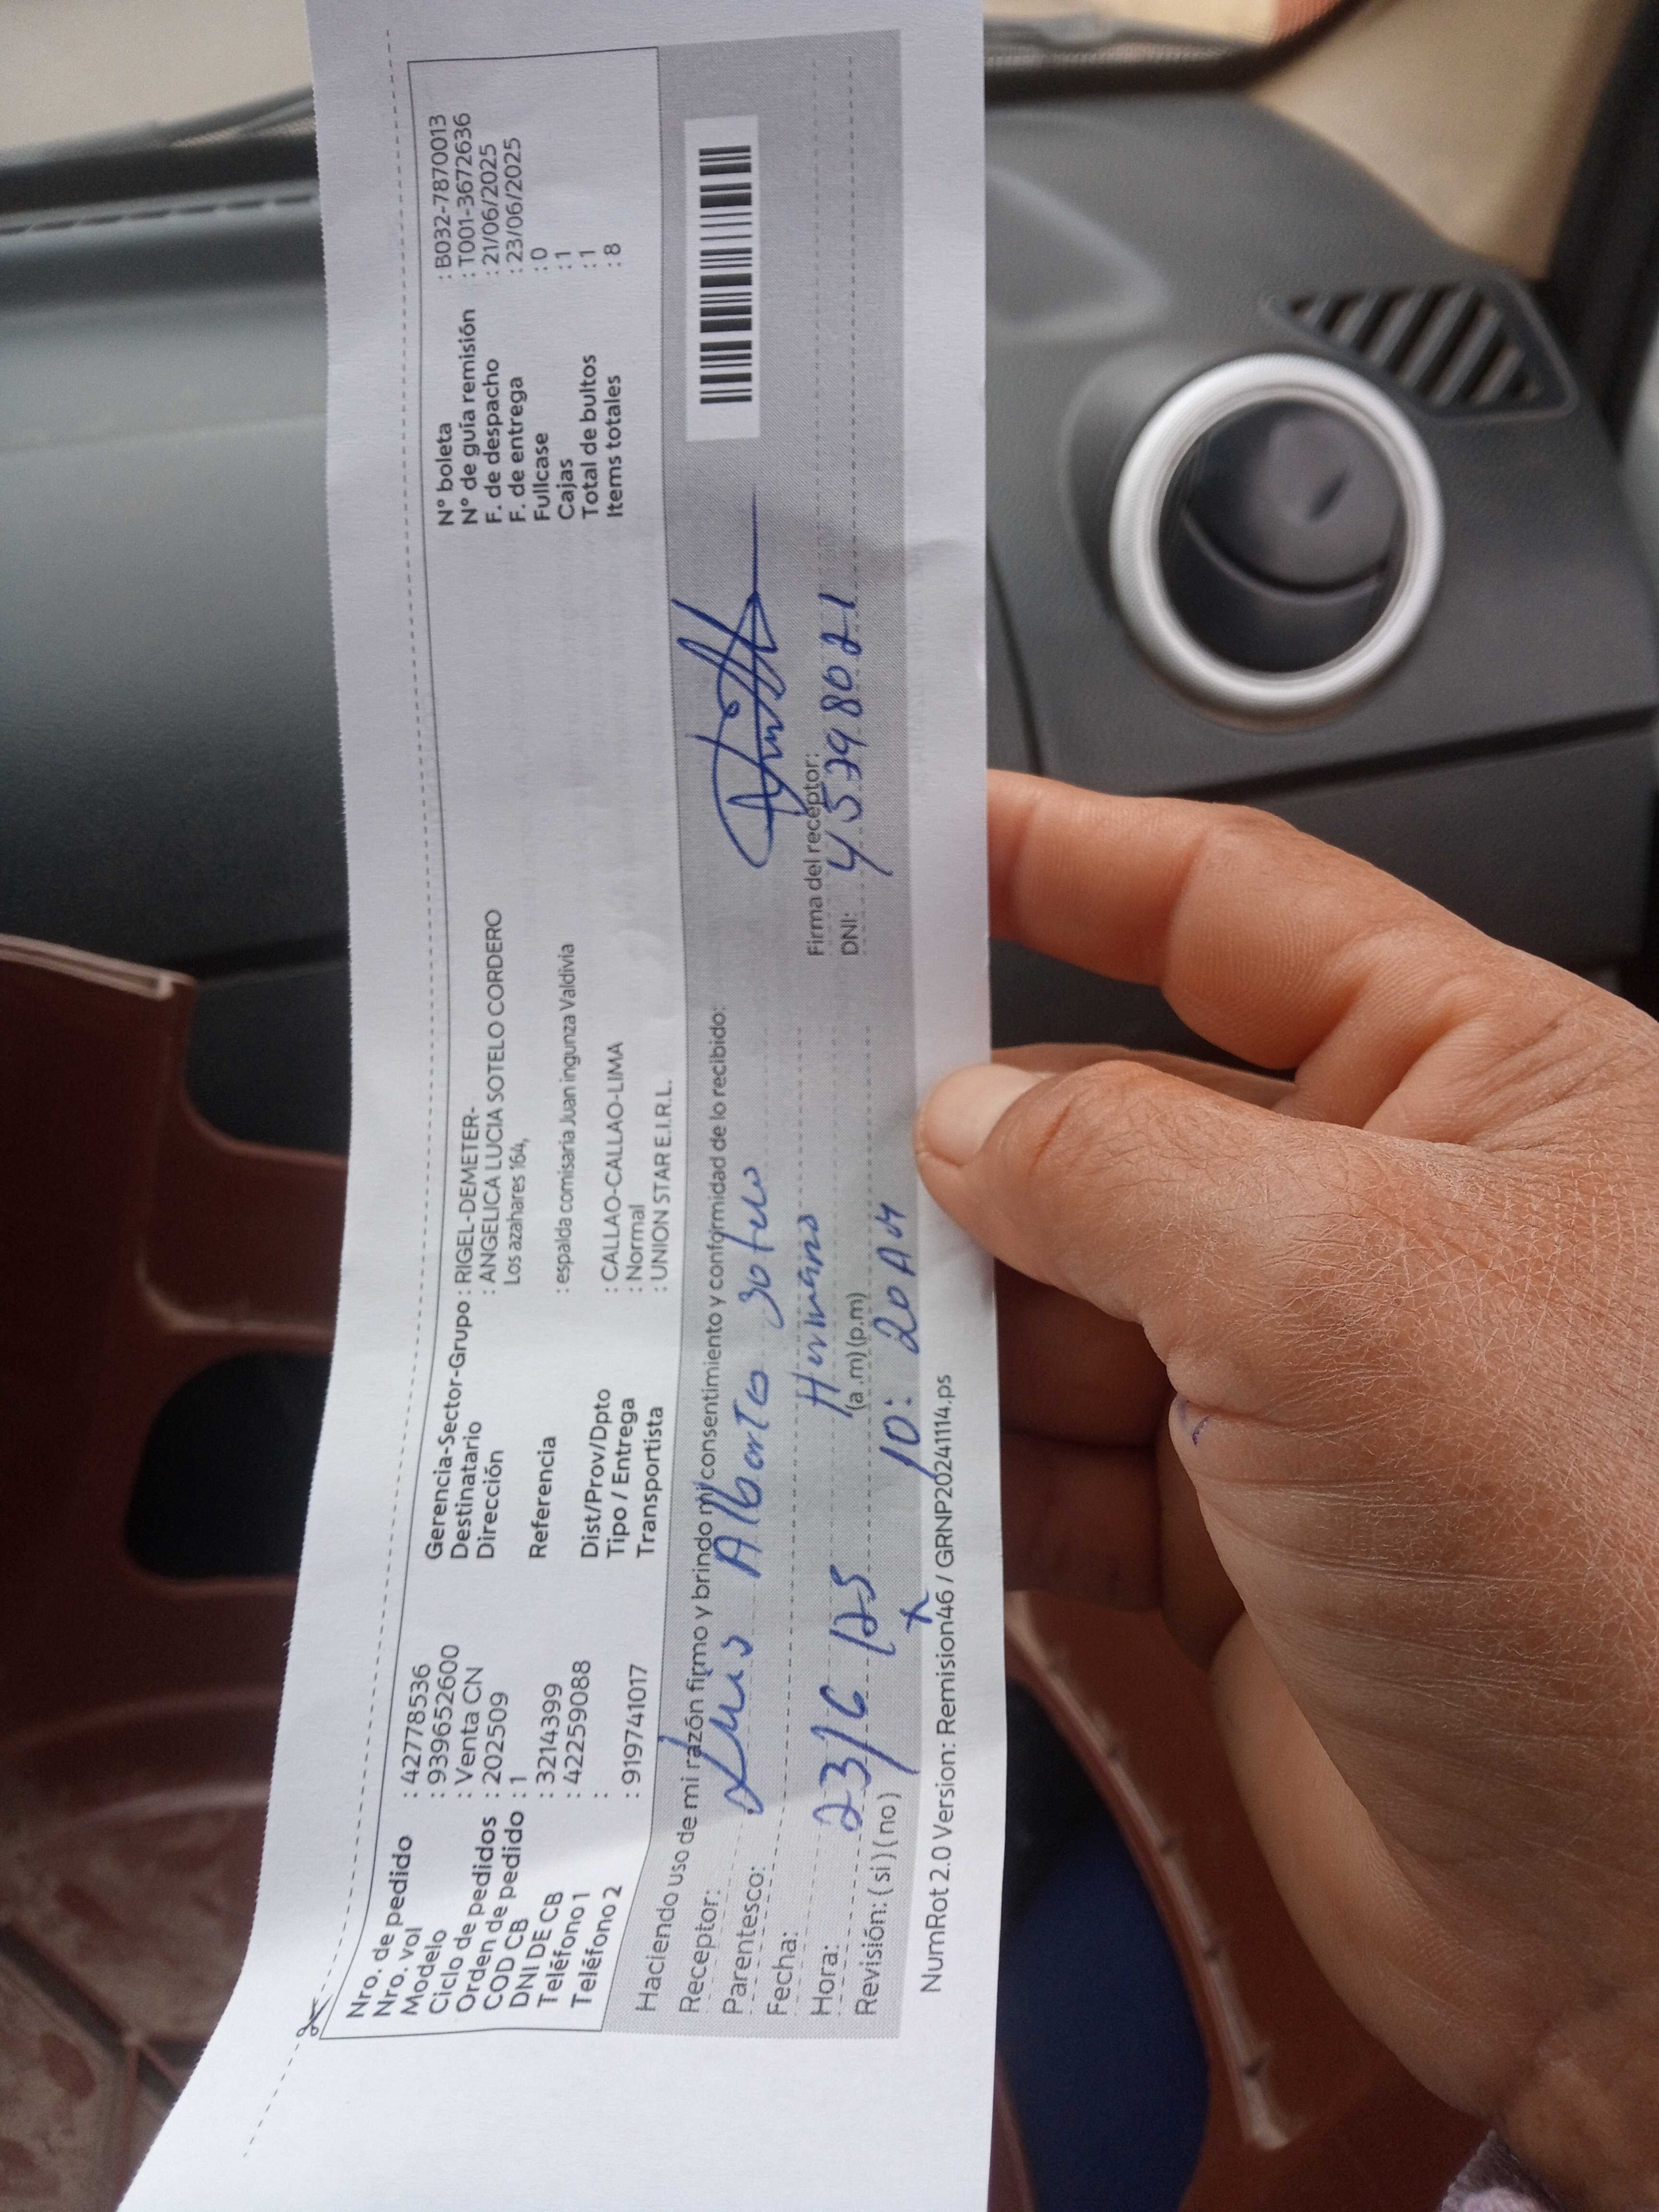 Nro. de pedido : 42778536
Nro. vol : 939652600
Modelo : Venta CN
Ciclo de pedidos : 202509
Orden de pedido : 1
COD CB : 3214399
DNI DE CB : 42259088
Teléfono 1 :
Teléfono 2 : 919741017
Gerencia-Sector-Grupo : RIGEL-DEMETER-
Destinatario : ANGELICA LUCIA SOTELO CORDERO
Dirección Los azahares 164,
Referencia : espalda comisaria Juan ingunza Valdivia
Dist/Prov/Dpto : CALLAO-CALLAO-LIMA
Tipo / Entrega : Normal
Transportista : UNION STAR E.I.R.L.
N° boleta : B032-7870013
N° de guía remisión : T001-3672636
F. de despacho : 21/06/2025
F. de entrega : 23/06/2025
Fullcase : 0
Cajas : 1
Total de bultos : 1
Items totales : 8
Haciendo uso de mi razón firmo y brindo mi consentimiento y conformidad de lo recibido:
Receptor: Luis Alberto
Parentesco: Hermano
Fecha: 23/6/25
Hora: (a .m) (p.m) 10:20 AM
Revisión: ( si ) ( no ) x
Firma del receptor:
DNI: 45798021
NumRot 2.0 Version: Remision46 / GRNP20241114.ps